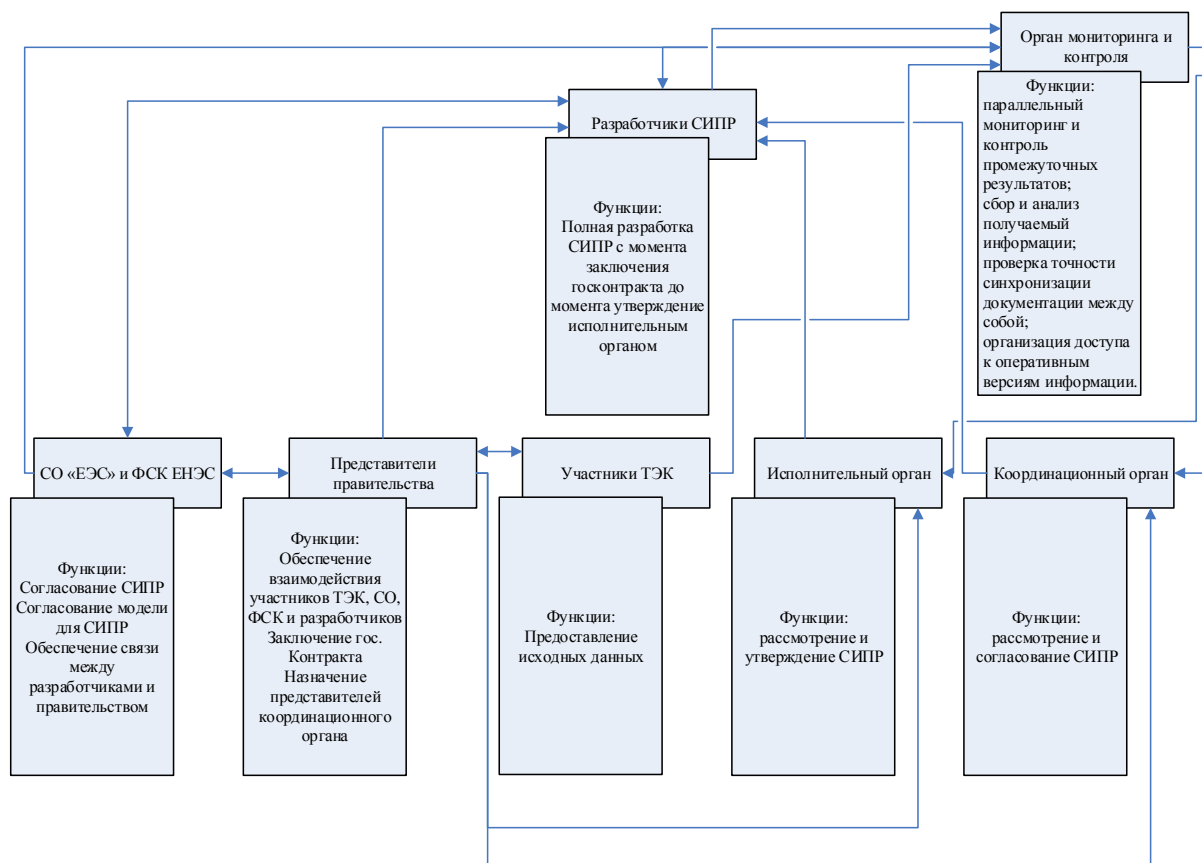 Орган мониторинга и
контроля
Функции:
параллельный
мониторинг и
контроль
промежуточных
результатов;
сбор и анализ
получаемый
информации;
проверка точности
синхронизации
документации между
собой;
организация доступа
к оперативным
версиям информации.
Разработчики СИПР
Функции:
Полная разработка
СИПР с момента
заключения
госконтракта до
момента утверждение
исполнительным
органом
СО «ЕЭС» и ФСК ЕНЭС
Функции:
Согласование СИПР
Согласование модели
для СИПР
Обеспечение связи
между
разработчиками и
правительством
Представители
правительства
Функции:
Обеспечение
взаимодействия
участников ТЭК, СО,
ФСК и разработчиков
Заключение гос.
Контракта
Назначение
представителей
координационного
органа
Участники ТЭК
Функции:
Предоставление
исходных данных
Исполнительный орган
Функции:
рассмотрение и
утверждение СИПР
Координационный орган
Функции:
рассмотрение и
согласование СИПР